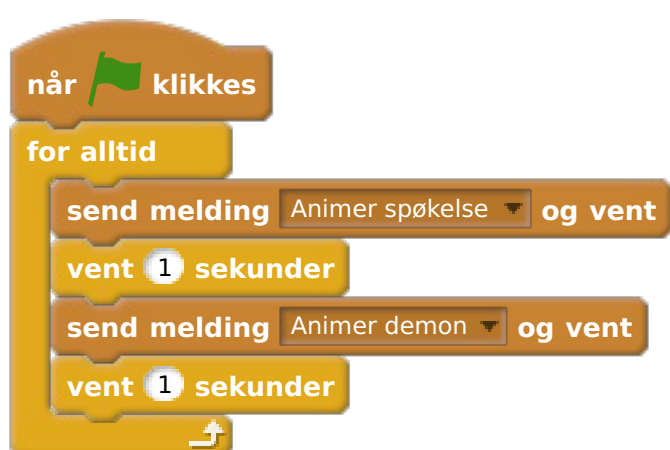 når klikkes
for alltid
send melding Animer spøkelse og vent
vent 1 sekunder
send melding Animer demon og vent
vent 1 sekunder